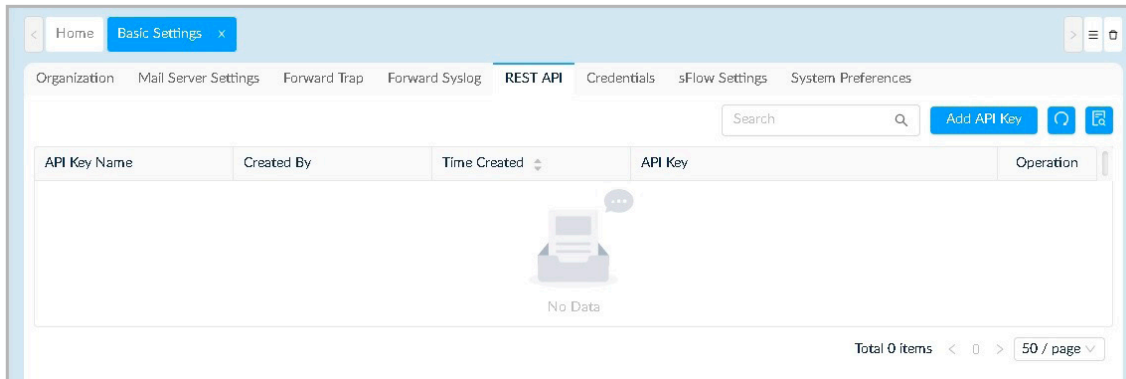 Home Basic Settings ×
Organization Mail Server Settings Forward Trap Forward Syslog REST API Credentials sFlow Settings System Preferences
Search Add API Key
API Key Name Created By Time Created API Key Operation
No Data
Total 0 items < 0 > 50 / page